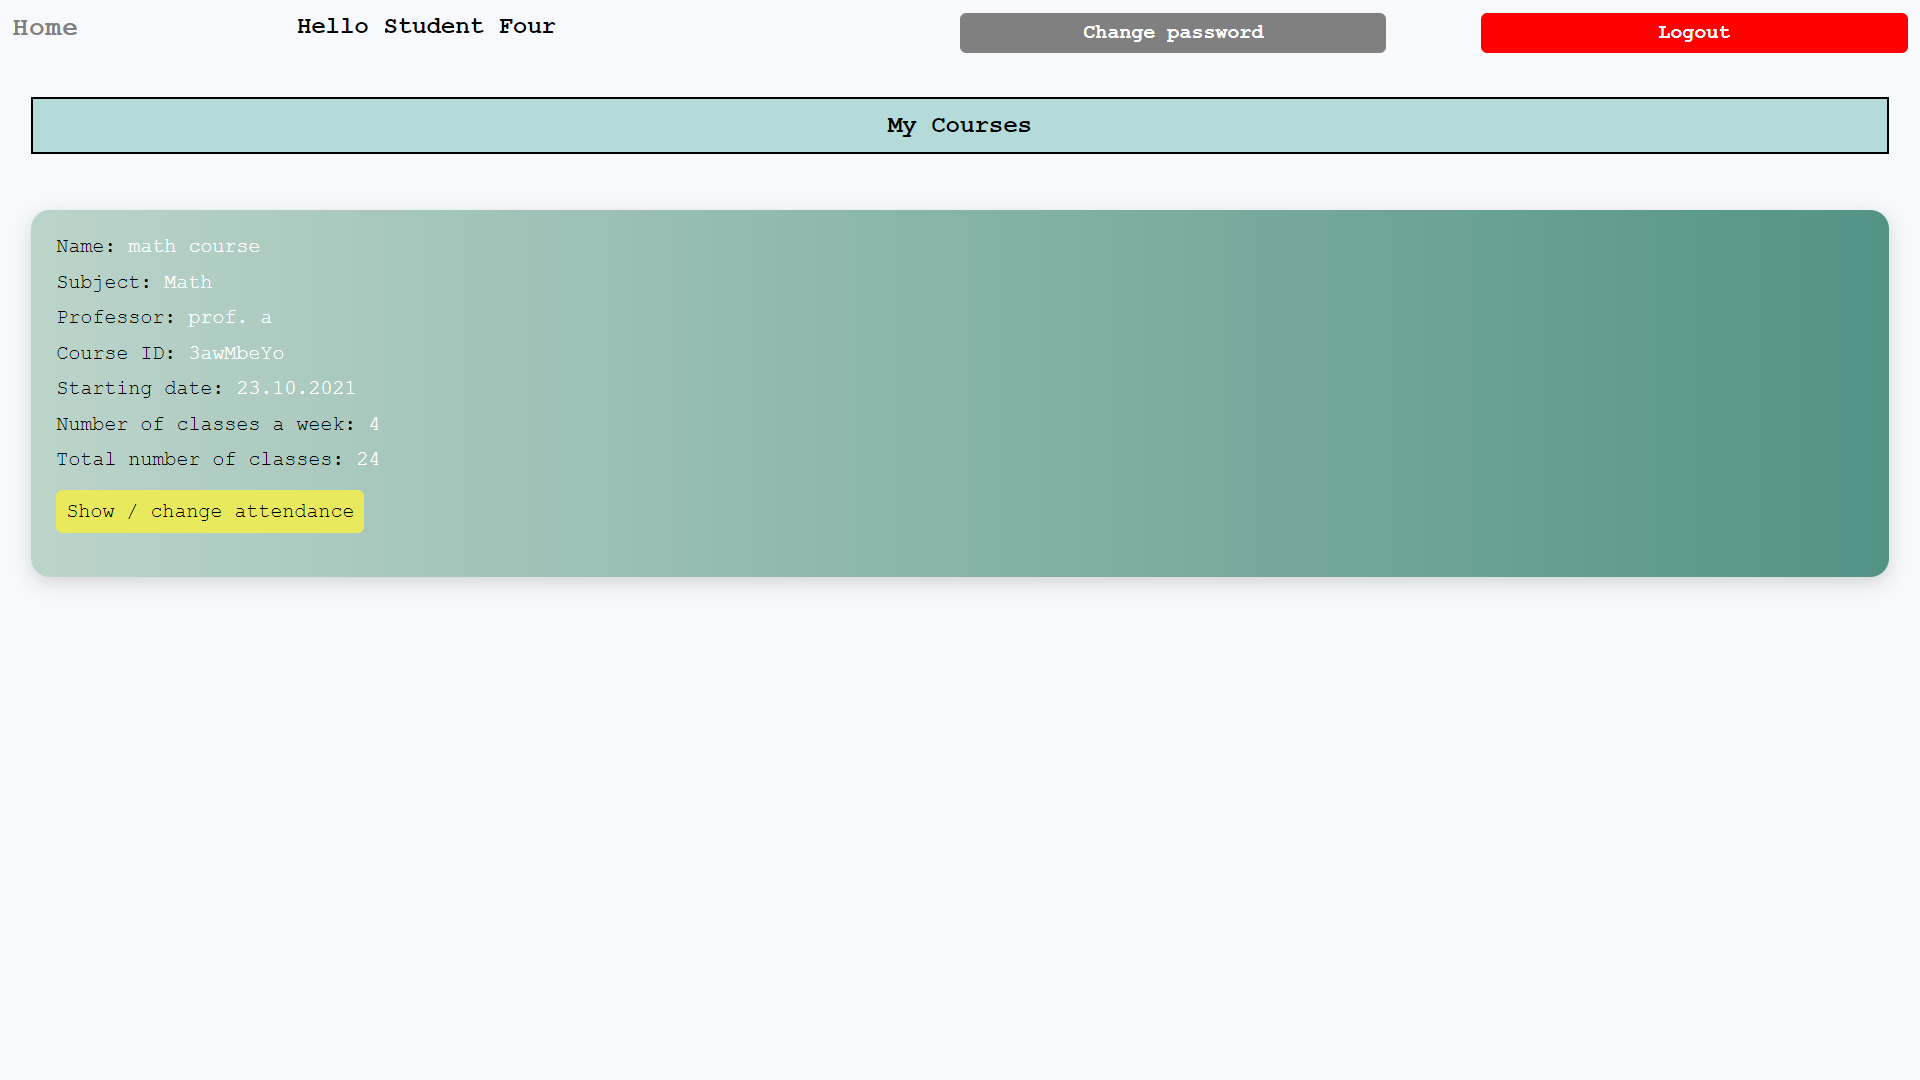 Home
Hello Student Four
Change password
Logout
My Courses
Name: math course
Subject: Math
Professor: prof. a
Course ID: 3awMbeYo
Starting date: 23.10.2021
Number of classes a week: 4
Total number of classes: 24
Show / change attendance